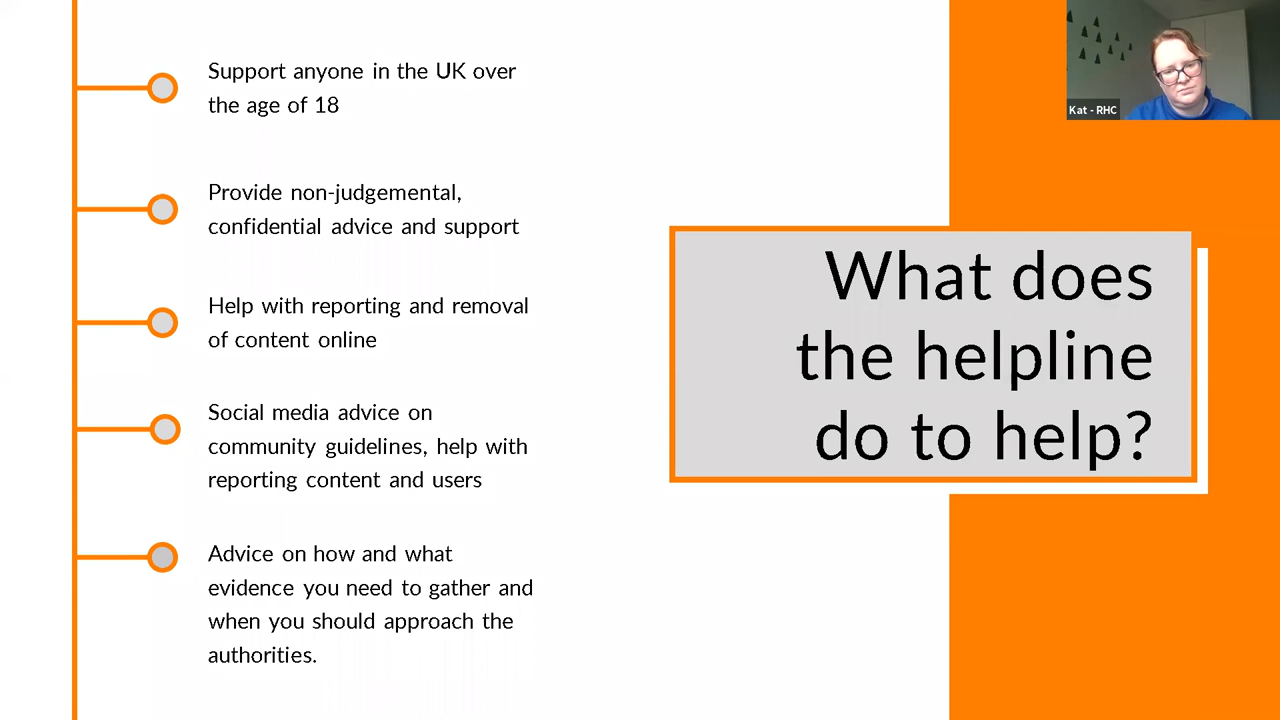 Support anyone in the UK over
the age of 18
Provide non-judgemental,
confidential advice and support
Help with reporting and removal
of content online
Social media advice on
community guidelines, help with
reporting content and users
Advice on how and what
evidence you need to gather and
when you should approach the
authorities.
What does
the helpline
do to help?
Kat - RHC